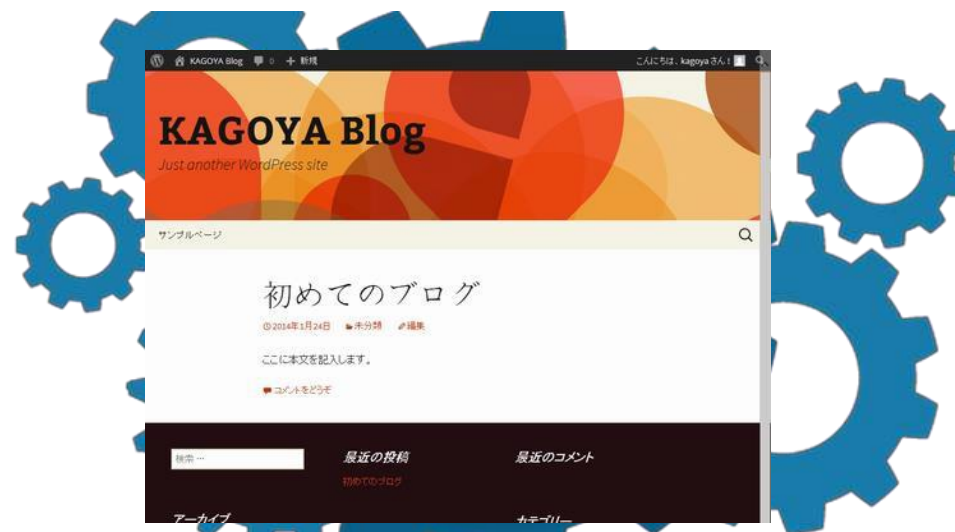 KAGOYA Blog 0 + 新規 こんにちは、kagoya さん!
KAGOYA Blog
Just another WordPress site
サンプルページ
初めてのブログ
2014年1月24日 未分類 編集
ここに本文を記入します。
コメントをどうぞ
検索 … 最近の投稿 最近のコメント
初めてのブログ
アーカイブ カテゴリー